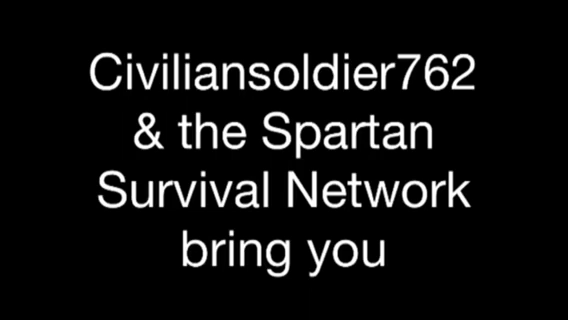 Civiliansoldier762
& the Spartan
Survival Network
bring you